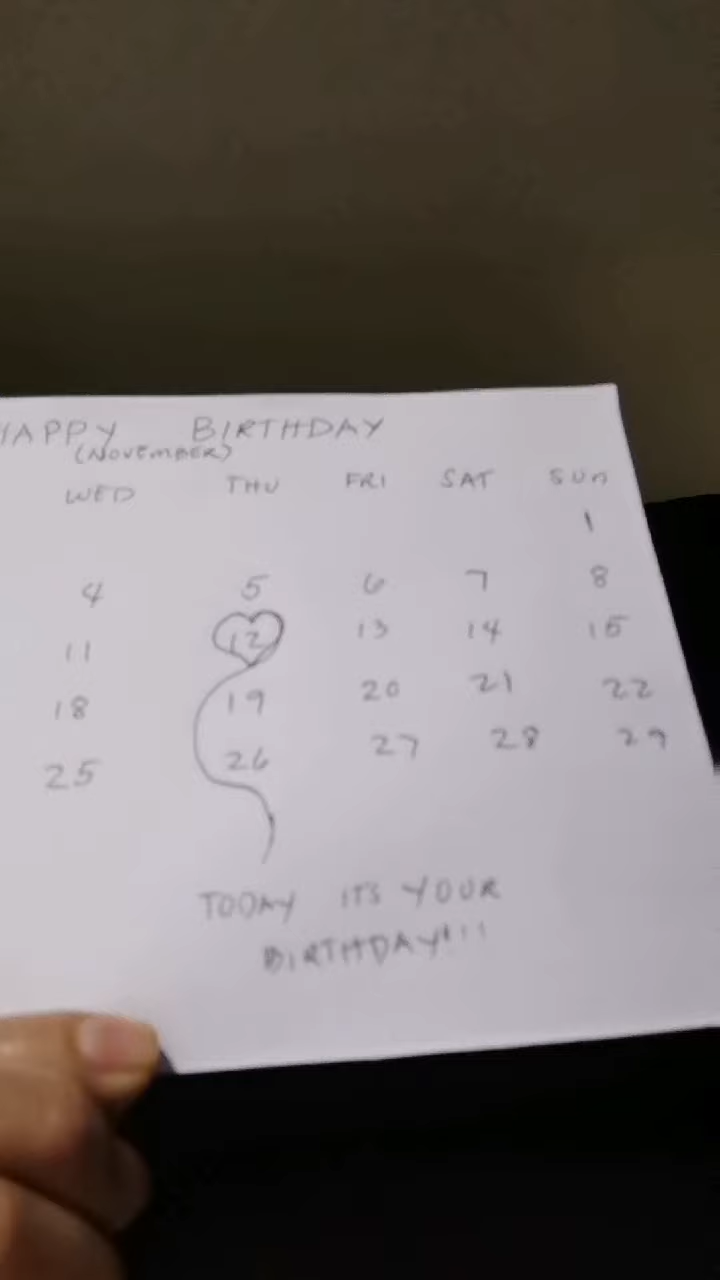 HAPPY BIRTHDAY
(NOVEMBER)
WED THU FRI SAT SUN
1
4 5 6 7 8
11 12 13 14 15
18 19 20 21 22
25 26 27 28 29
TODAY ITS YOUR
BIRTHDAY!!!